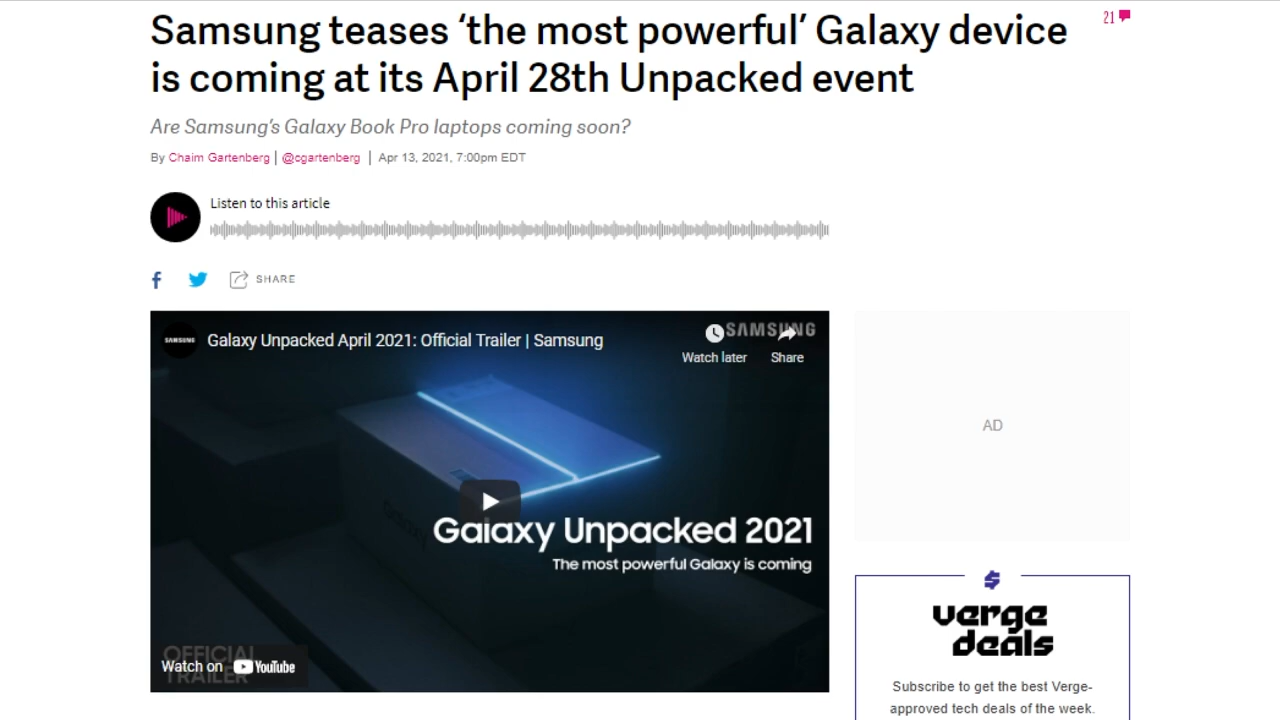 Samsung teases ‘the most powerful’ Galaxy device
is coming at its April 28th Unpacked event
21
Are Samsung’s Galaxy Book Pro laptops coming soon?
By Chaim Gartenberg | @cgartenberg | Apr 13, 2021, 7:00pm EDT
Listen to this article
SHARE
SAMSUNG
Galaxy Unpacked April 2021: Official Trailer | Samsung
SAMSUNG
Watch later Share
Galaxy Unpacked 2021
The most powerful Galaxy is coming
OFFICIAL
TRAILER
Watch on YouTube
AD
verge
deals
Subscribe to get the best Verge-
approved tech deals of the week.